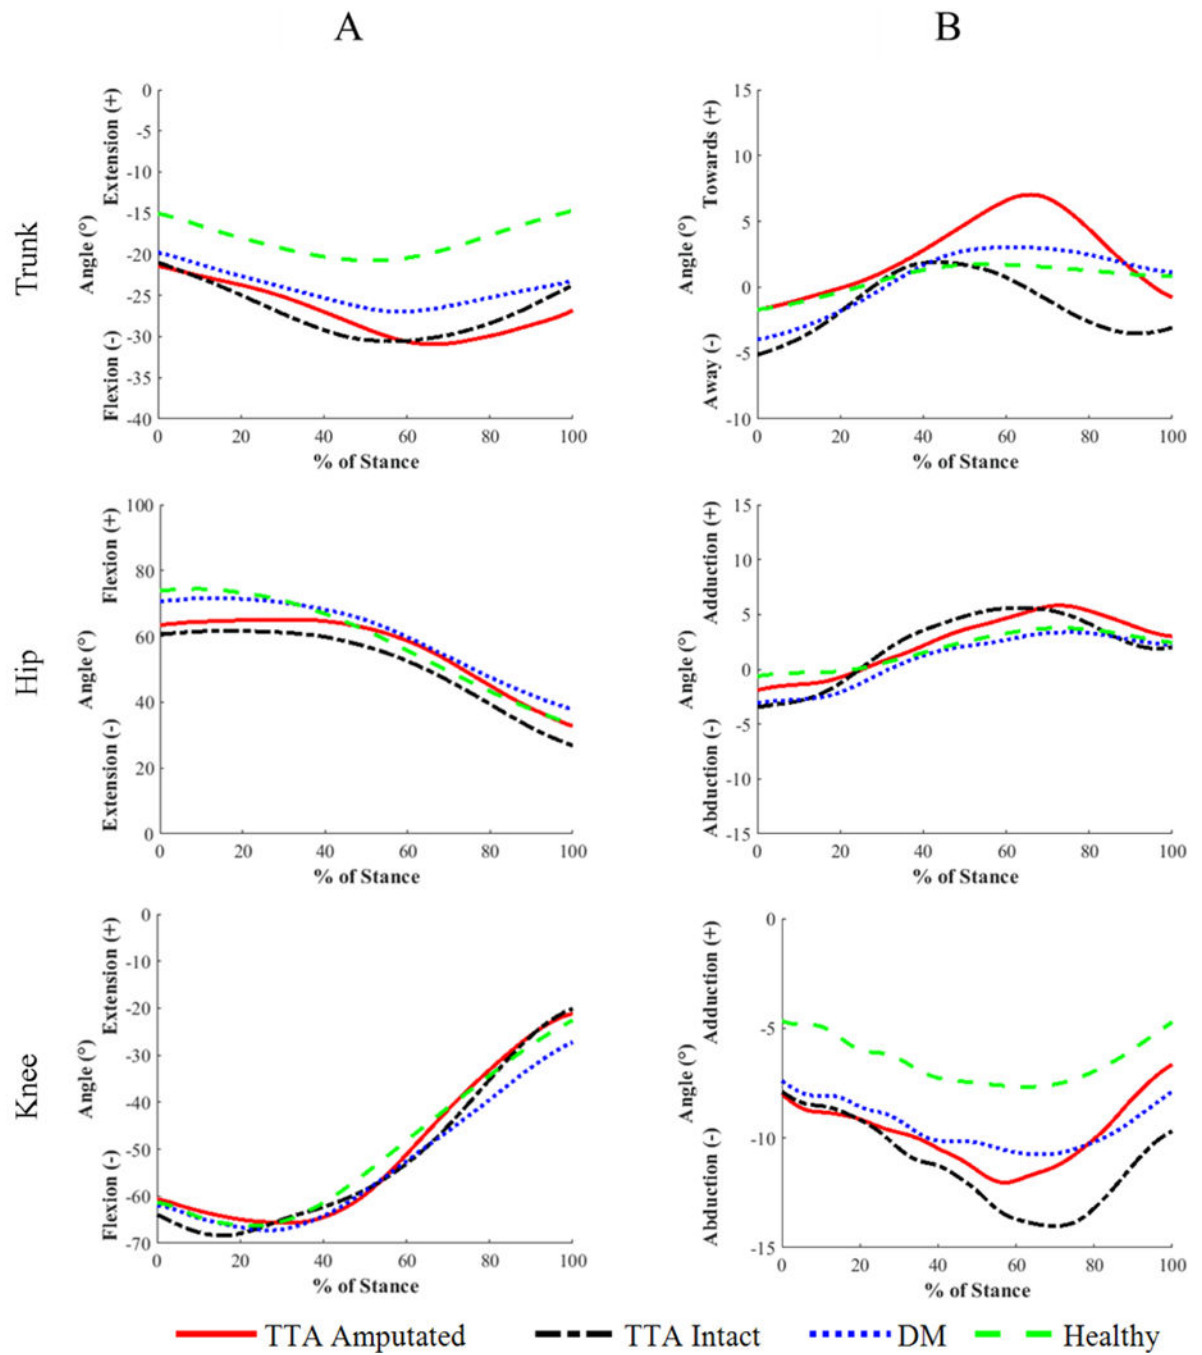 A
B
Trunk
Angle (°)
Flexion (-)
Extension (+)
0
-5
-10
-15
-20
-25
-30
-35
-40
0
20
40
60
80
100
% of Stance
Angle (°)
Away (-)
Towards (+)
15
10
5
0
-5
-10
0
20
40
60
80
100
% of Stance
Hip
Angle (°)
Extension (-)
Flexion (+)
100
80
60
40
20
0
0
20
40
60
80
100
% of Stance
Angle (°)
Abduction (-)
Adduction (+)
15
10
5
0
-5
-10
-15
0
20
40
60
80
100
% of Stance
Knee
Angle (°)
Flexion (-)
Extension (+)
0
-10
-20
-30
-40
-50
-60
-70
0
20
40
60
80
100
% of Stance
Angle (°)
Abduction (-)
Adduction (+)
0
-5
-10
-15
0
20
40
60
80
100
% of Stance
TTA Amputated
TTA Intact
DM
Healthy